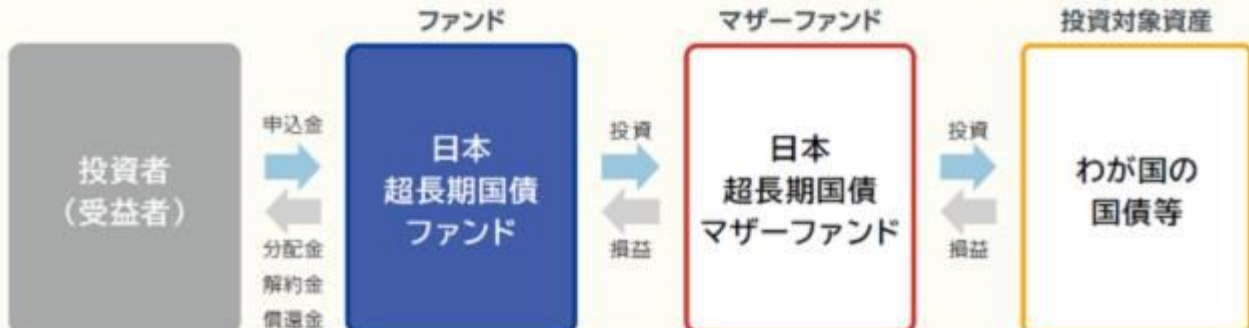 ファンド
マザーファンド
投資対象資産
投資者
（受益者）
申込金
分配金
解約金
償還金
日本
超長期国債
ファンド
投資
損益
日本
超長期国債
マザーファンド
投資
損益
わが国の
国債等